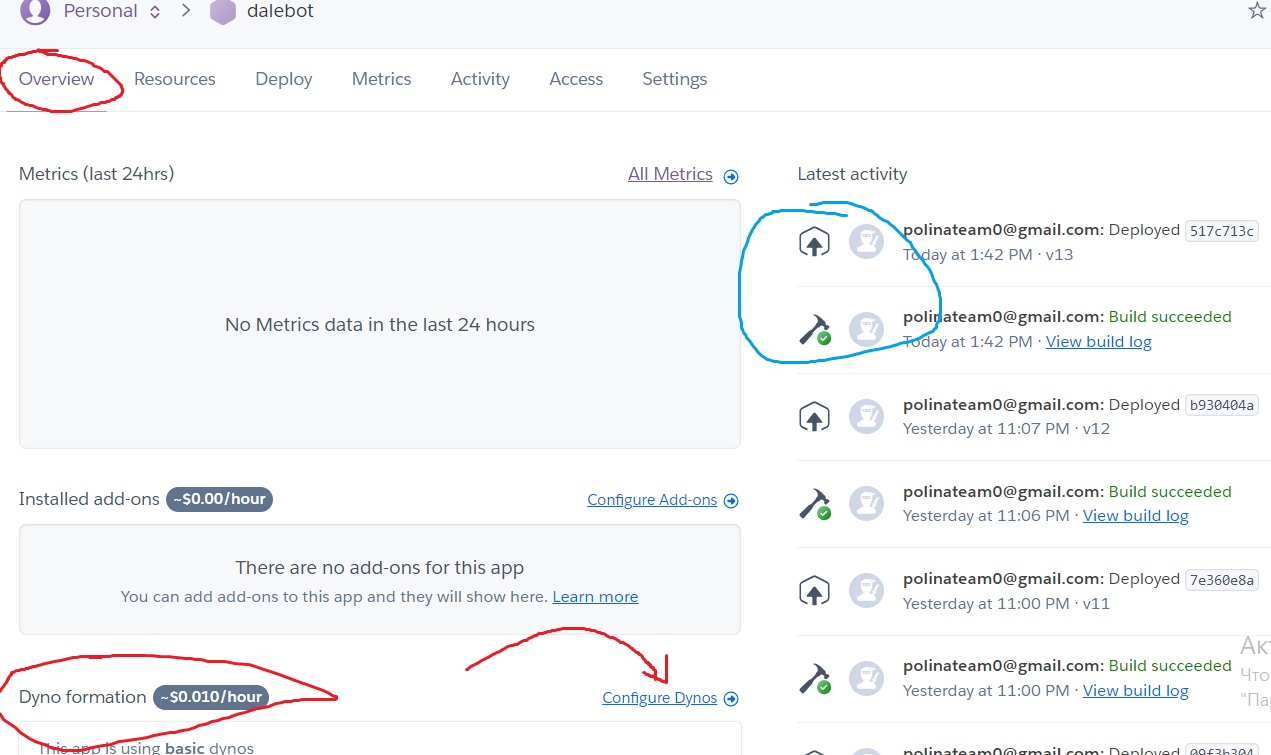 Personal
dalebot
Overview
Resources
Deploy
Metrics
Activity
Access
Settings
Metrics (last 24hrs)
All Metrics
No Metrics data in the last 24 hours
Installed add-ons ~$0.00/hour
Configure Add-ons
There are no add-ons for this app
You can add add-ons to this app and they will show here. Learn more
Dyno formation ~$0.010/hour
Configure Dynos
This app is using basic dynos
Latest activity
polinateam0@gmail.com: Deployed 517c713c
Today at 1:42 PM · v13
polinateam0@gmail.com: Build succeeded
Today at 1:42 PM · View build log
polinateam0@gmail.com: Deployed b930404a
Yesterday at 11:07 PM · v12
polinateam0@gmail.com: Build succeeded
Yesterday at 11:06 PM · View build log
polinateam0@gmail.com: Deployed 7e360e8a
Yesterday at 11:00 PM · v11
polinateam0@gmail.com: Build succeeded
Yesterday at 11:00 PM · View build log
polinateam0@gmail.com: Deployed 09f3b304